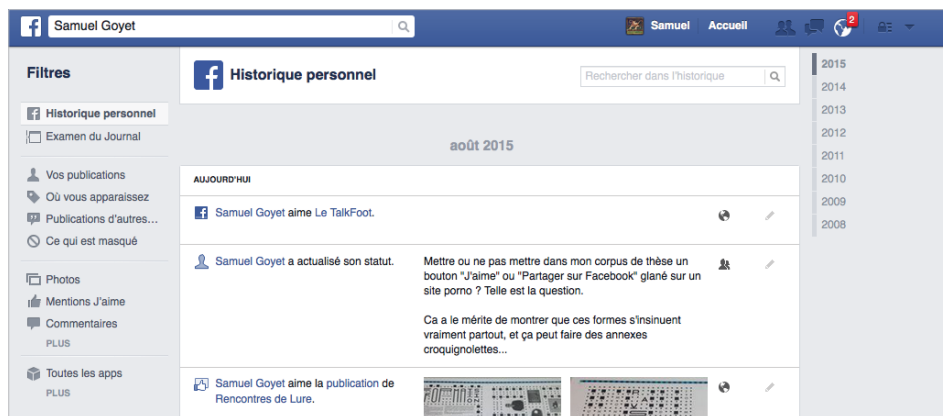 Samuel Goyet
Samuel
Accueil
2
Filtres
Historique personnel
Examen du Journal
Vos publications
Où vous apparaissez
Publications d'autres...
Ce qui est masqué
Photos
Mentions J'aime
Commentaires
PLUS
Toutes les apps
PLUS
Historique personnel
Rechercher dans l'historique
août 2015
AUJOURD'HUI
Samuel Goyet aime Le TalkFoot.
Samuel Goyet a actualisé son statut.
Mettre ou ne pas mettre dans mon corpus de thèse un
bouton "J'aime" ou "Partager sur Facebook" glané sur un
site porno ? Telle est la question.
Ca a le mérite de montrer que ces formes s'insinuent
vraiment partout, et ça peut faire des annexes
croquignolettes...
Samuel Goyet aime la publication de
Rencontres de Lure.
2015
2014
2013
2012
2011
2010
2009
2008